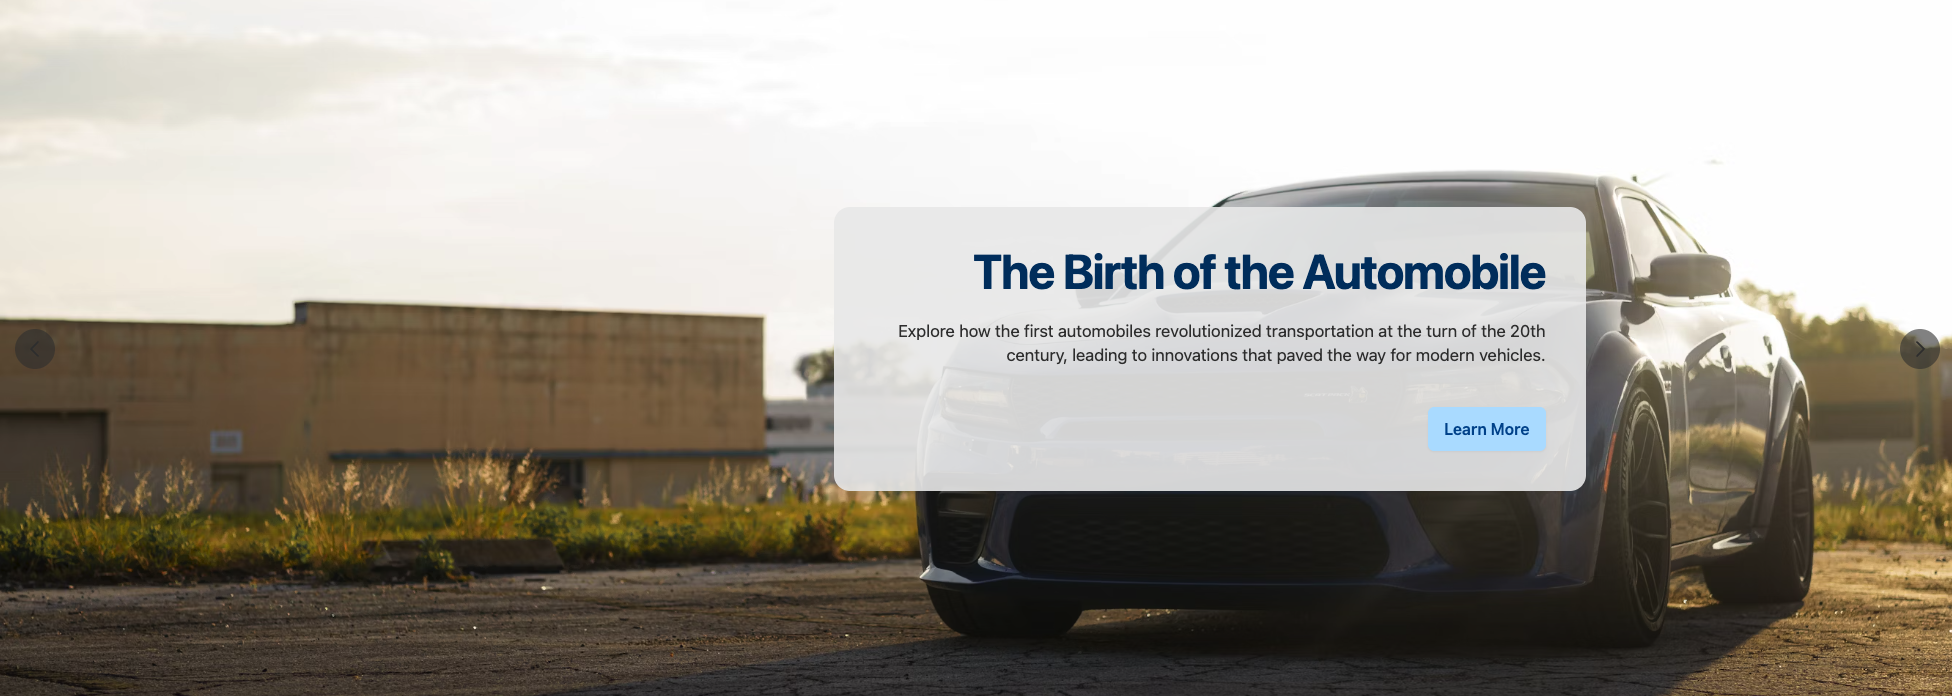 The Birth of the Automobile
Explore how the first automobiles revolutionized transportation at the turn of the 20th
century, leading to innovations that paved the way for modern vehicles.
Learn More